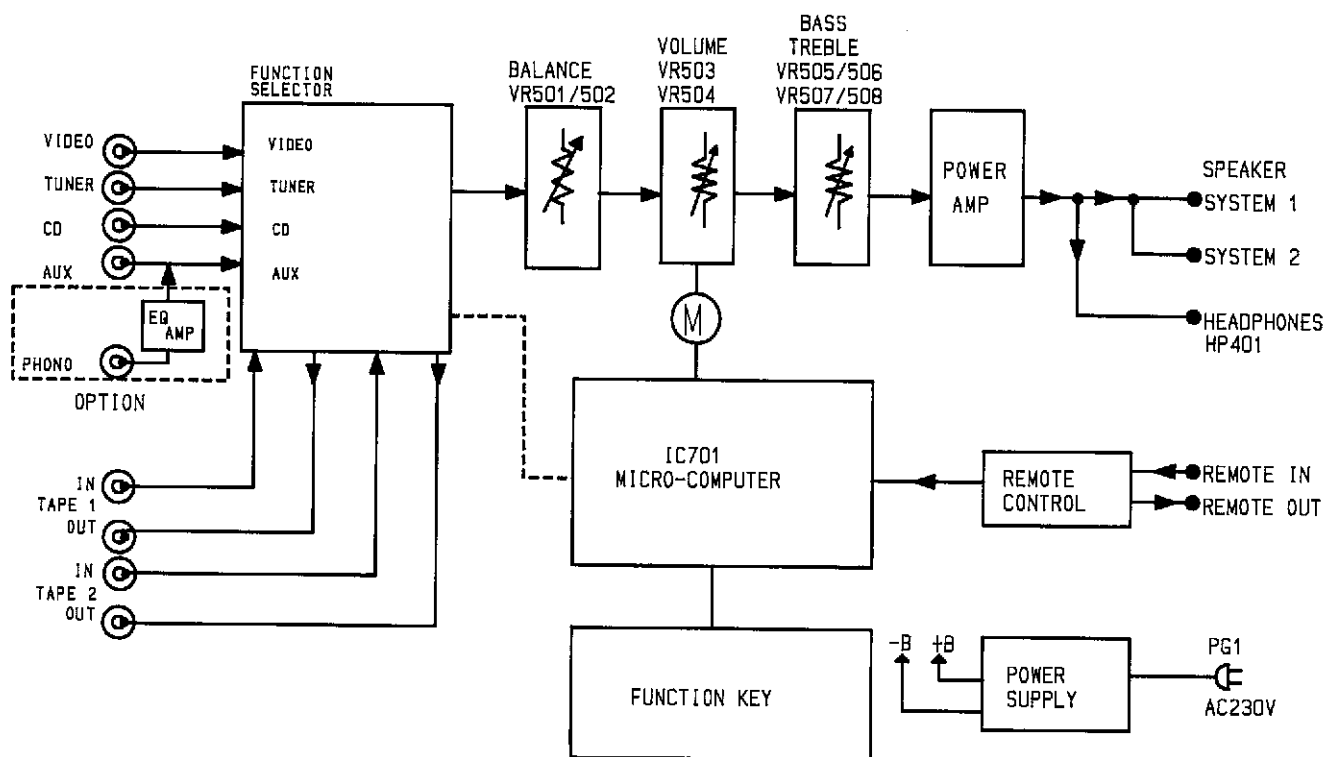 FUNCTION
SELECTOR
VIDEO
TUNER
CD
AUX
VIDEO
TUNER
CD
AUX
EQ
AMP
PHONO
OPTION
IN
TAPE 1
OUT
IN
TAPE 2
OUT
BALANCE
VR501/502
VOLUME
VR503
VR504
BASS
TREBLE
VR505/506
VR507/508
POWER
AMP
SPEAKER
SYSTEM 1
SYSTEM 2
HEADPHONES
HP401
M
IC701
MICRO-COMPUTER
REMOTE
CONTROL
REMOTE IN
REMOTE OUT
FUNCTION KEY
-B +B
POWER
SUPPLY
PG1
AC230V